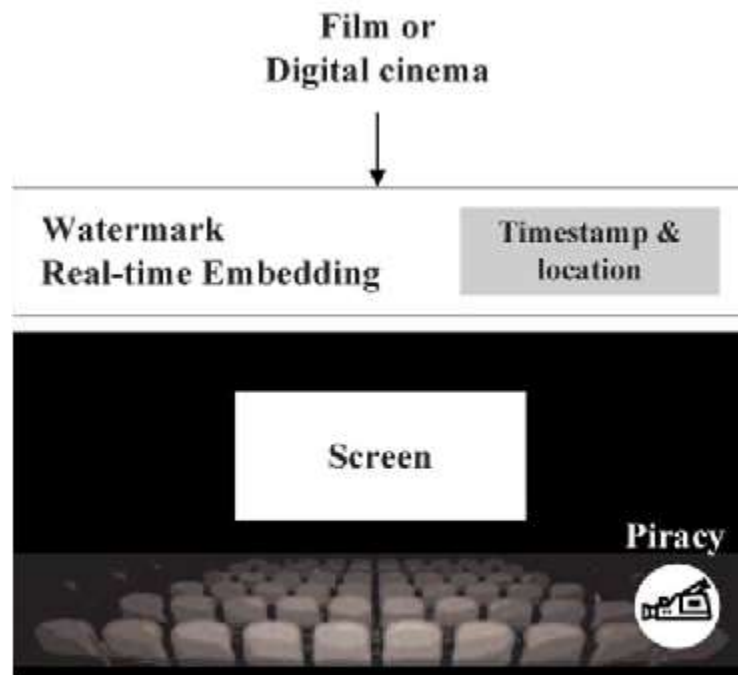 Film or
Digital cinema
Watermark
Real-time Embedding
Timestamp &
location
Screen
Piracy